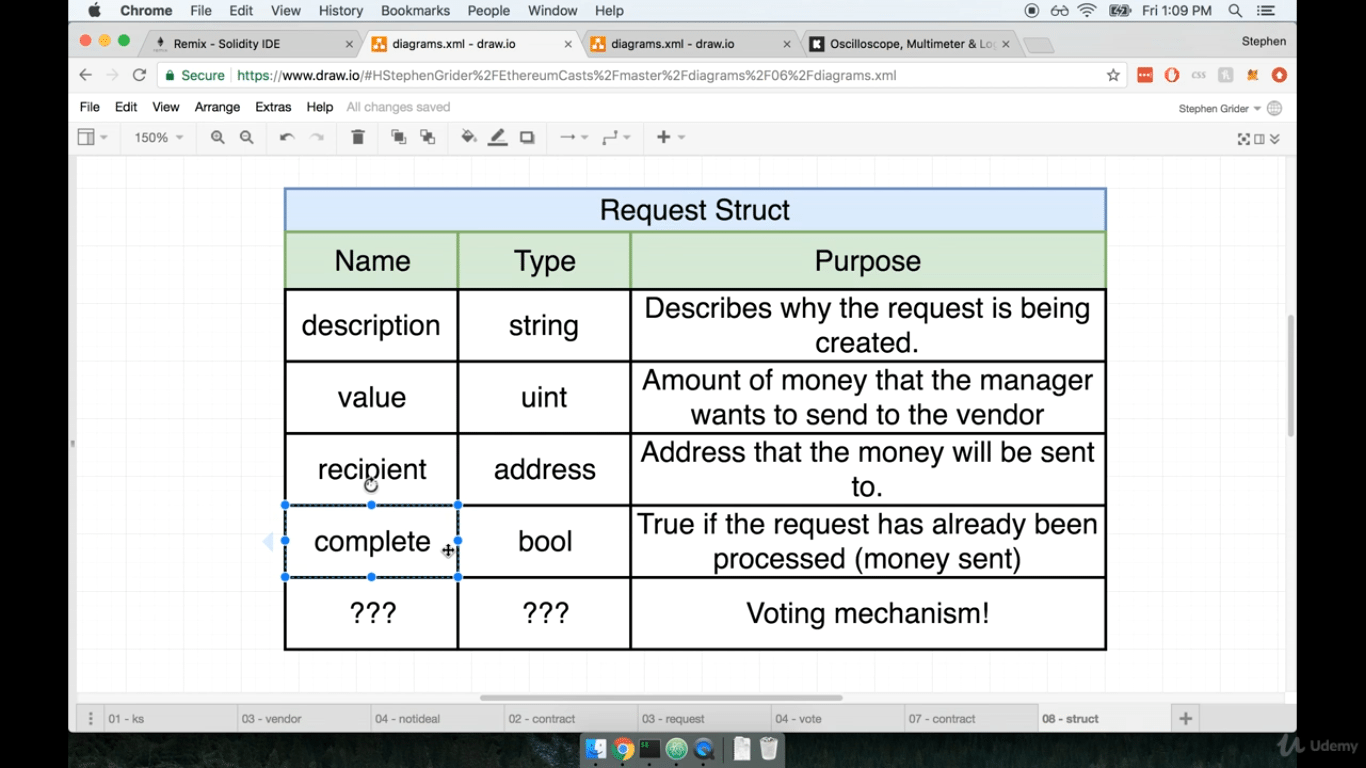 Chrome File Edit View History Bookmarks People Window Help Fri 1:09 PM
Remix - Solidity IDE diagrams.xml - draw.io diagrams.xml - draw.io Oscilloscope, Multimeter & Stephen
Secure https://www.draw.io/#HStephenGrider%2FEthereumCasts%2Fmaster%2Fdiagrams%2F06%2Fdiagrams.xml
File Edit View Arrange Extras Help All changes saved Stephen Grider
150%
Request Struct
Name Type Purpose
description string Describes why the request is being
created.
value uint Amount of money that the manager
wants to send to the vendor
recipient address Address that the money will be sent
to.
complete bool True if the request has already been
processed (money sent)
??? ??? Voting mechanism!
01 - ks 03 - vendor 04 - notideal 02 - contract 03 - request 04 - vote 07 - contract 08 - struct
Udemy